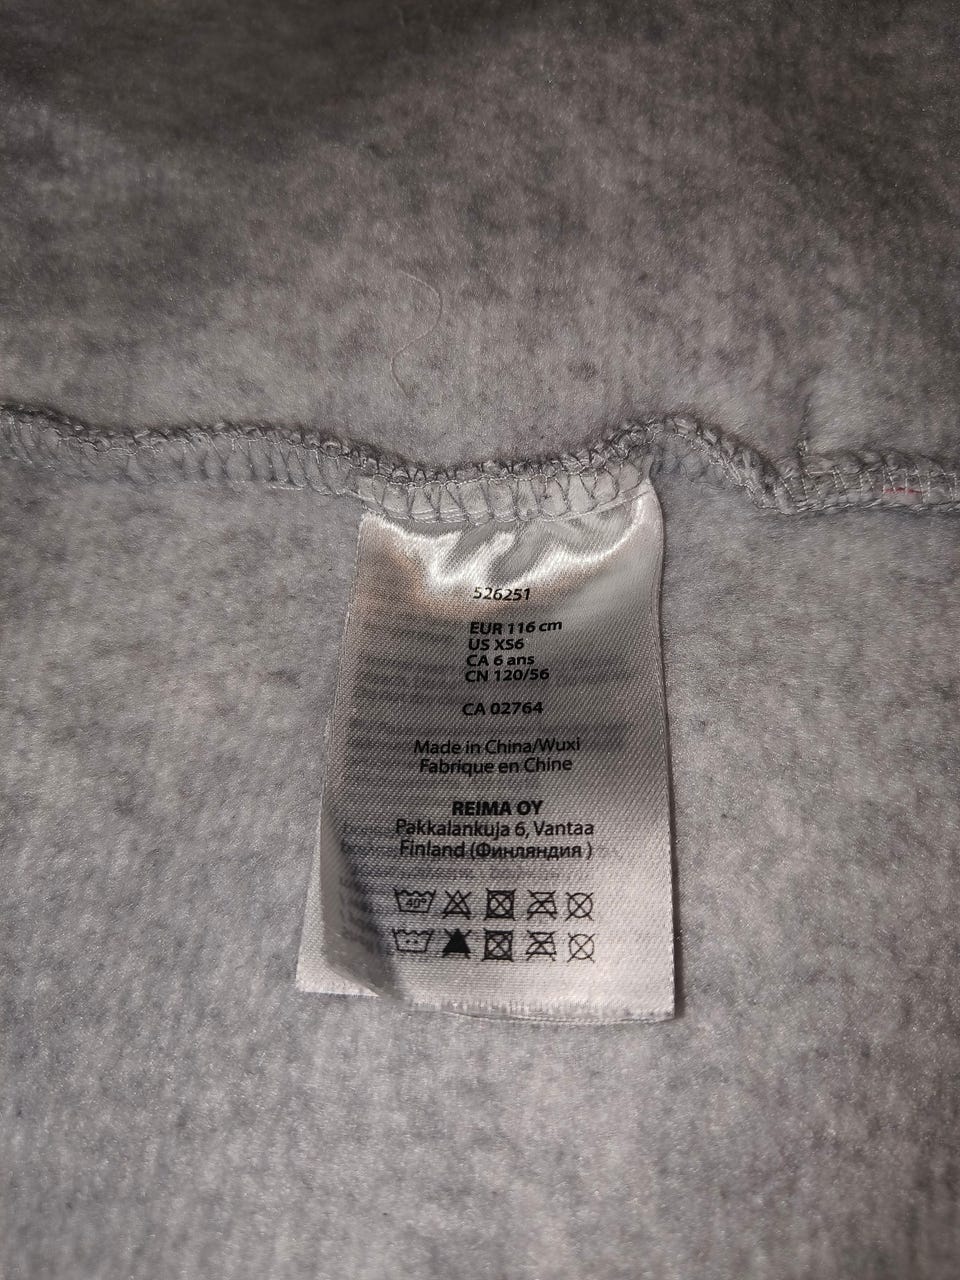 526251
EUR 116 cm
US XS6
CA 6 ans
CN 120/56
CA 02764
Made in China/Wuxi
Fabrique en Chine
REIMA OY
Pakkalankuja 6, Vantaa
Finland (Финляндия )
40°